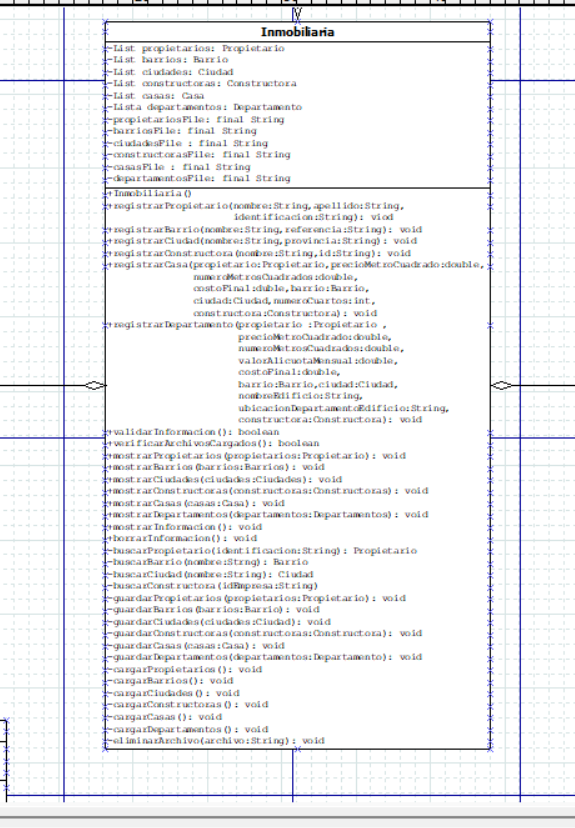 Inmobiliaria
-List propietarios: Propietario
-List barrios: Barrio
-List ciudades: Ciudad
-List constructoras: Constructora
-List casas: Casa
-Lista departamentos: Departamento
-propietariosFile: final String
-barriosFile: final String
-ciudadesFile : final String
-constructorasFile: final String
-casasFile : final String
-departamentosFile: final String
+Inmobiliaria()
+registrarPropietario(nombre:String,apellido:String,
identificacion:String): viod
+registrarBarrio(nombre:String,referencia:String): void
+registrarCiudad(nombre:String,provincia:String): void
+registrarConstructora(nombre:String,id:String): void
+registrarCasa(propietario:Propietario,precioMetroCuadrado:double,
numeroMetrosCuadrados:double,
costoFinal:duble,barrio:Barrio,
ciudad:Ciudad,numeroCuartos:int,
constructora:Constructora): void
+registrarDepartamento(propietario :Propietario ,
precioMetroCuadrado:double,
numeroMetrosCuadrados:double,
valorAlicuotaMensual:double,
costoFinal:double,
barrio:Barrio,ciudad:Ciudad,
nombreEdificio:String,
ubicacionDepartamentoEdificio:String,
constructora:Constructora): void
+validarInformacion(): boolean
+verificarArchivosCargados(): boolean
+mostrarPropietarios(propietarios:Propietario): void
+mostrarBarrios(barrios:Barrios): void
+mostrarCiudades(ciudades:Ciudades): void
+mostrarConstructoras(constructoras:Constructoras): void
+mostrarCasas(casas:Casa): void
+mostrarDepartamentos(departamentos:Departamentos): void
+mostrarInformacion(): void
+borrarInformacion(): void
-buscarPropietario(identificacion:String): Propietario
-buscarBarrio(nombre:Strng): Barrio
-buscarCiudad(nombre:String): Ciudad
-buscarConstructora(idEmpresa:String)
-guardarPropietarios(propietarios:Propietario): void
-guardarBarrios(barrios:Barrio): void
-guardarCiudades(ciudades:Ciudad): void
-guardarConstructoras(constructoras:Constructora): void
-guardarCasas(casas:Casa): void
-guardarDepartamentos(departamentos:Departamento): void
-cargarPropietarios(): void
-cargarBarrios(): void
-cargarCiudades(): void
-cargarConstructoras(): void
-cargarCasas(): void
-cargarDepartamentos(): void
-eliminarArchivo(archivo:String): void